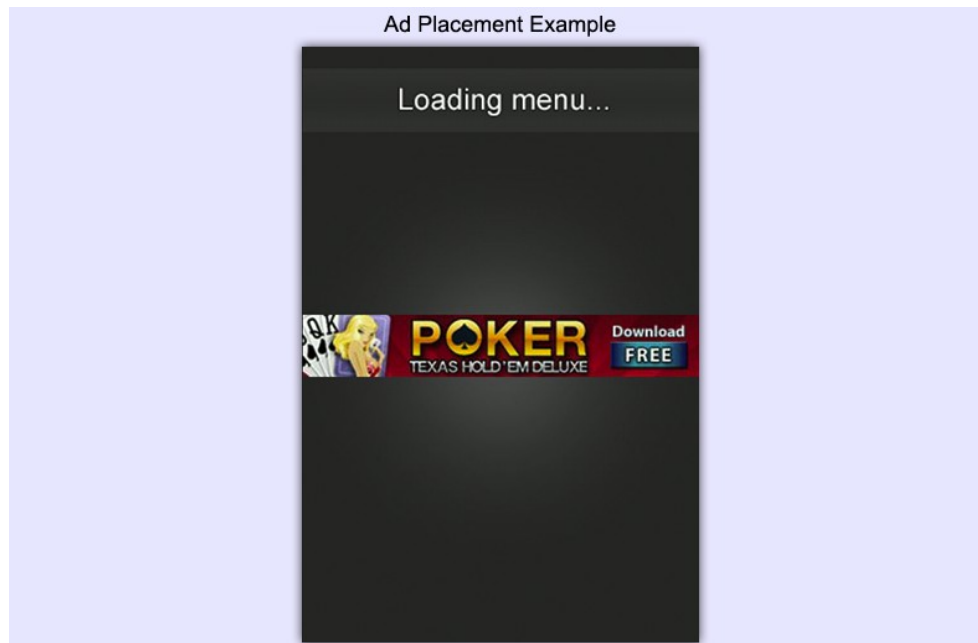 Ad Placement Example
Loading menu...
Q K
POKER
TEXAS HOLD'EM DELUXE
Download
FREE